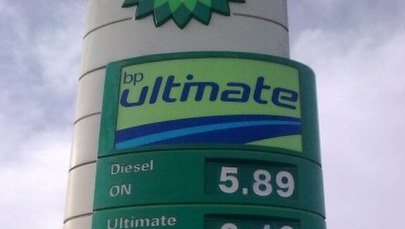 bp
ultimate
Diesel
ON 5.89
Ultimate